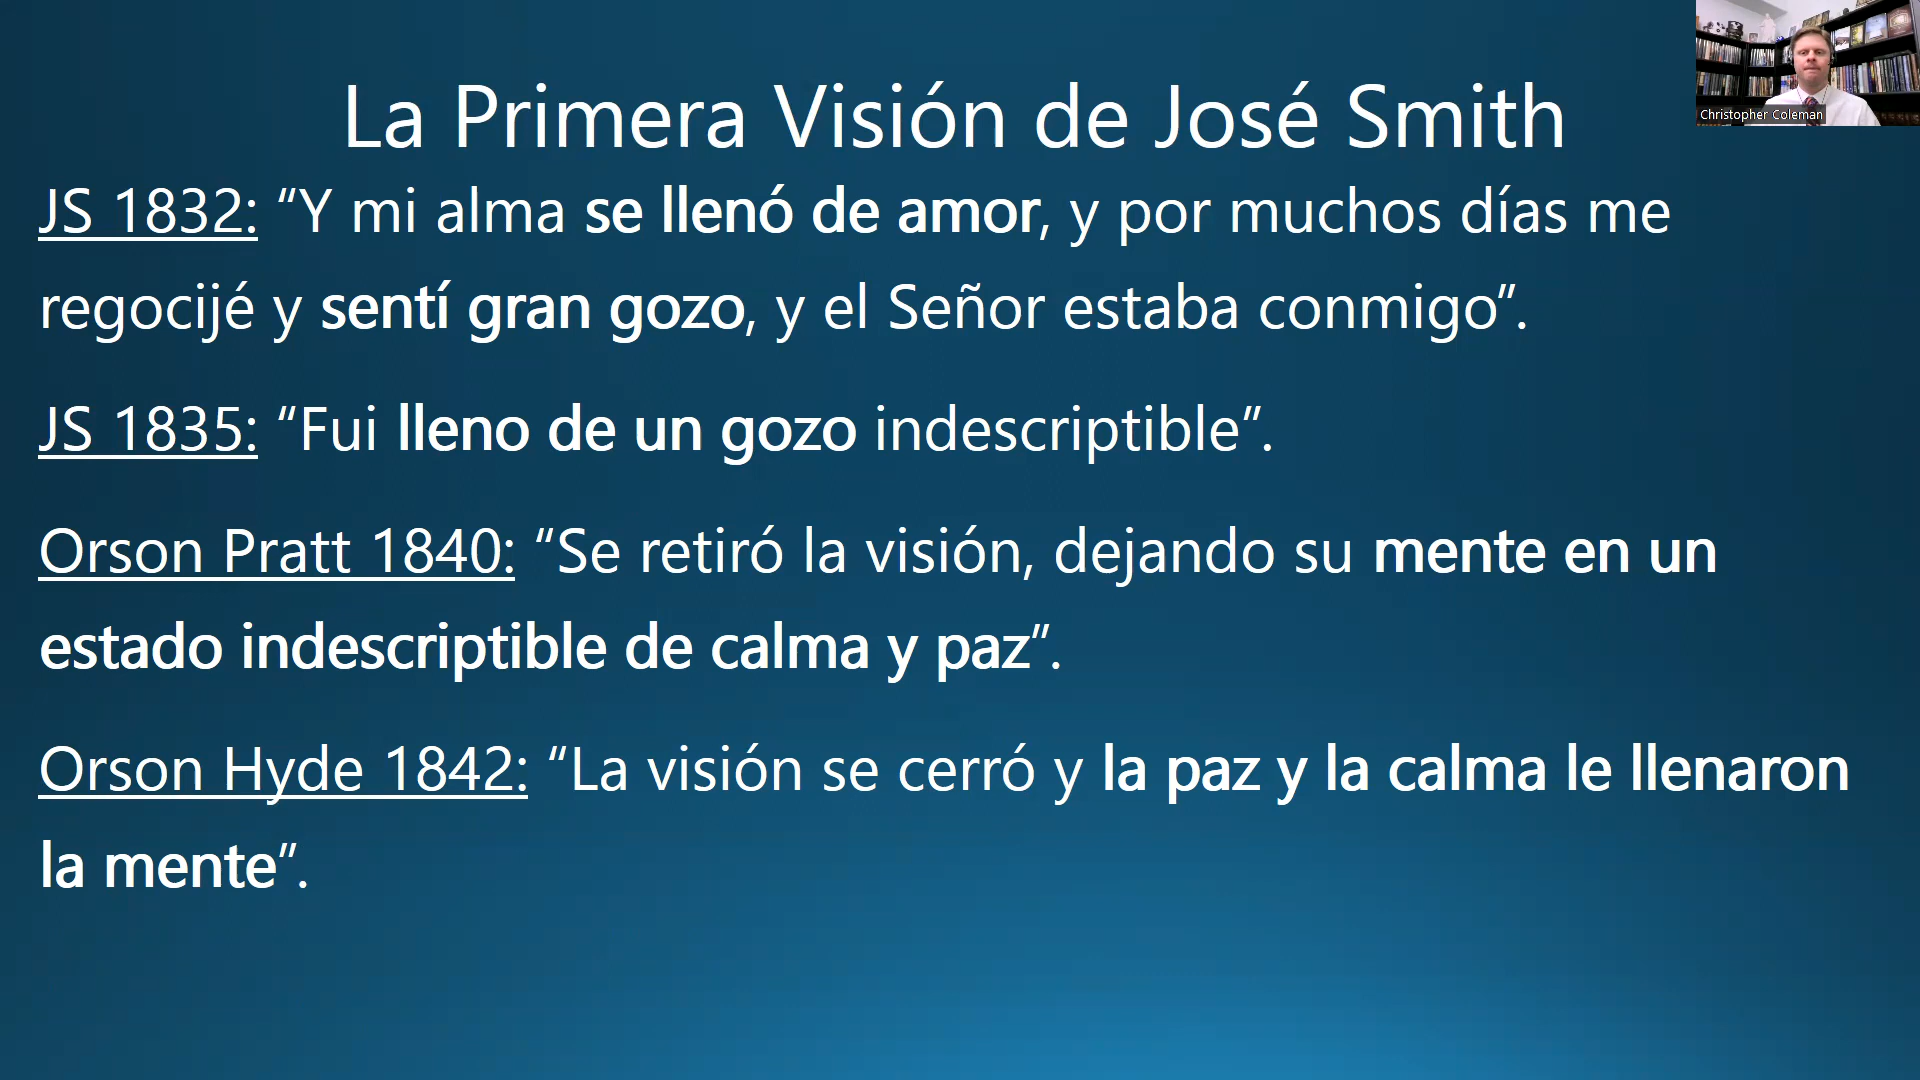 La Primera Visión de José Smith
Christopher Coleman
JS 1832: “Y mi alma se llenó de amor, y por muchos días me
regocijé y sentí gran gozo, y el Señor estaba conmigo”.
JS 1835: “Fui lleno de un gozo indescriptible”.
Orson Pratt 1840: “Se retiró la visión, dejando su mente en un
estado indescriptible de calma y paz”.
Orson Hyde 1842: “La visión se cerró y la paz y la calma le llenaron
la mente”.